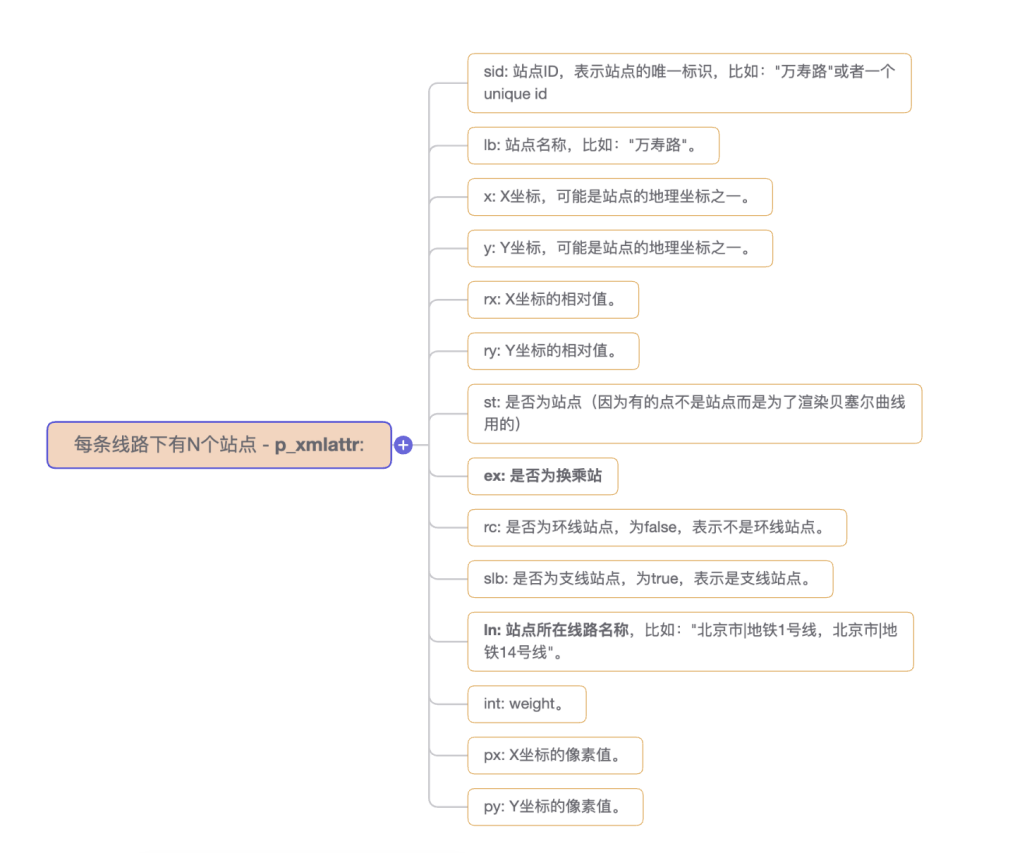 sid: 站点ID，表示站点的唯一标识，比如："万寿路"或者一个
unique id
lb: 站点名称，比如："万寿路"。
x: X坐标，可能是站点的地理坐标之一。
y: Y坐标，可能是站点的地理坐标之一。
rx: X坐标的相对值。
ry: Y坐标的相对值。
st: 是否为站点（因为有的点不是站点而是为了渲染贝塞尔曲线
用的）
每条线路下有N个站点 - p_xmlattr:
ex: 是否为换乘站
rc: 是否为环线站点，为false，表示不是环线站点。
slb: 是否为支线站点，为true，表示是支线站点。
ln: 站点所在线路名称，比如："北京市|地铁1号线，北京市|地
铁14号线"。
int: weight。
px: X坐标的像素值。
py: Y坐标的像素值。